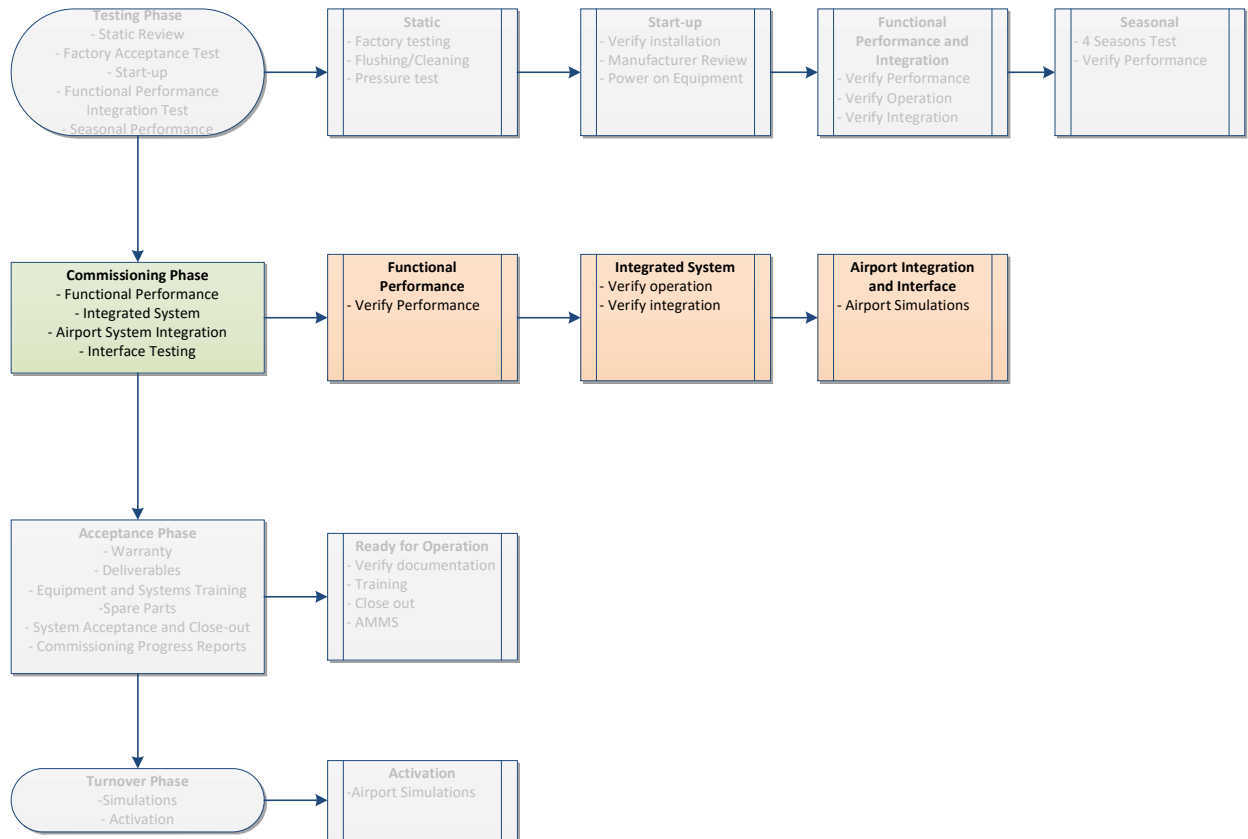 Testing Phase
- Static Review
- Factory Acceptance Test
- Start-up
- Functional Performance
Integration Test
- Seasonal Performance
Static
- Factory testing
- Flushing/Cleaning
- Pressure test
Start-up
- Verify installation
- Manufacturer Review
- Power on Equipment
Functional
Performance and
Integration
- Verify Performance
- Verify Operation
- Verify Integration
Seasonal
- 4 Seasons Test
- Verify Performance
Commissioning Phase
- Functional Performance
- Integrated System
- Airport System Integration
- Interface Testing
Functional
Performance
- Verify Performance
Integrated System
- Verify operation
- Verify integration
Airport Integration
and Interface
- Airport Simulations
Acceptance Phase
- Warranty
- Deliverables
- Equipment and Systems Training
-Spare Parts
- System Acceptance and Close-out
- Commissioning Progress Reports
Ready for Operation
- Verify documentation
- Training
- Close out
- AMMS
Turnover Phase
-Simulations
- Activation
Activation
-Airport Simulations